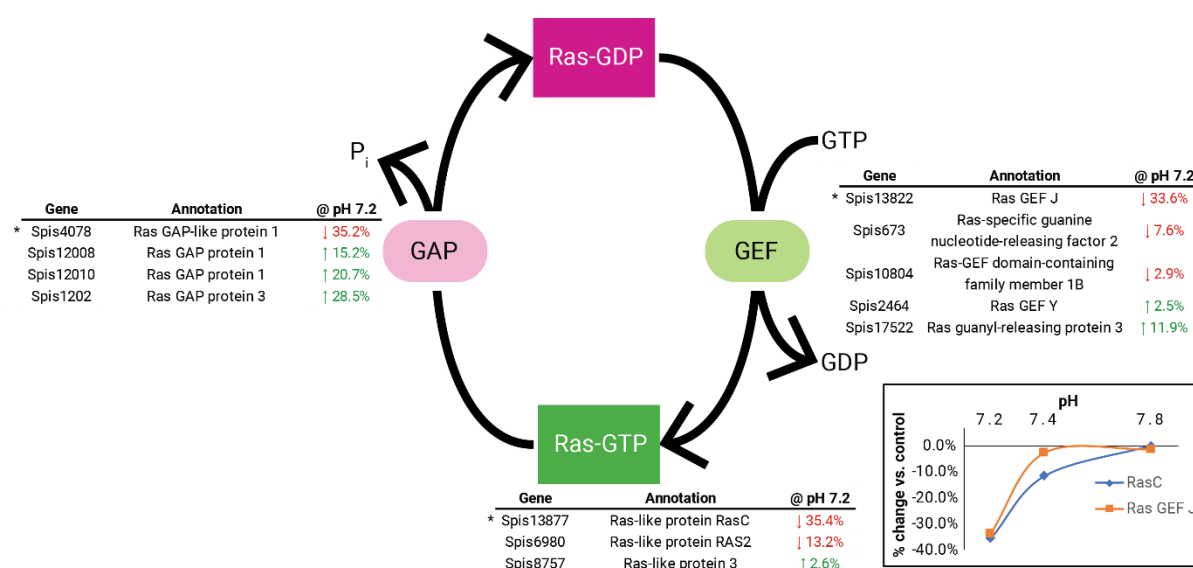 Ras-GDP
GTP
P i
GAP
GEF
Gene Annotation @ pH 7.2
* Spis4078 Ras GAP-like protein 1 ↓ 35.2%
Spis12008 Ras GAP protein 1 ↑ 15.2%
Spis12010 Ras GAP protein 1 ↑ 20.7%
Spis1202 Ras GAP protein 3 ↑ 28.5%
Gene Annotation @ pH 7.2
* Spis13822 Ras GEF J ↓ 33.6%
Ras-specific guanine
Spis673 ↓ 7.6%
nucleotide-releasing factor 2
Ras-GEF domain-containing
Spis10804 ↓ 2.9%
family member 1B
Spis2464 Ras GEF Y ↑ 2.5%
Spis17522 Ras guanyl-releasing protein 3 ↑ 11.9%
GDP
Ras-GTP
Gene Annotation @ pH 7.2
* Spis13877 Ras-like protein RasC ↓ 35.4%
Spis6980 Ras-like protein RAS2 ↓ 13.2%
Spis8757 Ras-like protein 3 ↑ 2.6%
pH
7.2 7.4 7.8
% change vs. control
0.0%
-10.0%
-20.0%
-30.0%
-40.0%
RasC
Ras GEF J